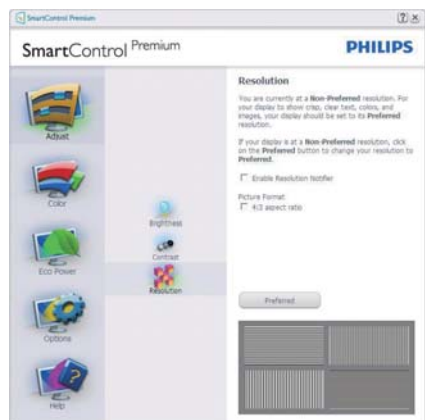 SmartControl Premium
SmartControl Premium
PHILIPS
Adjust
Color
Eco Power
Options
Help
Brightness
Contrast
Resolution
Resolution
You are currently at a Non-Preferred resolution. For
your display to show crisp, clear text, colors, and
images, your display should be set to its Preferred
resolution.
If your display is at a Non-Preferred resolution, click
on the Preferred button to change your resolution to
Preferred.
Enable Resolution Notifier
Picture Format
4:3 aspect ratio
Preferred